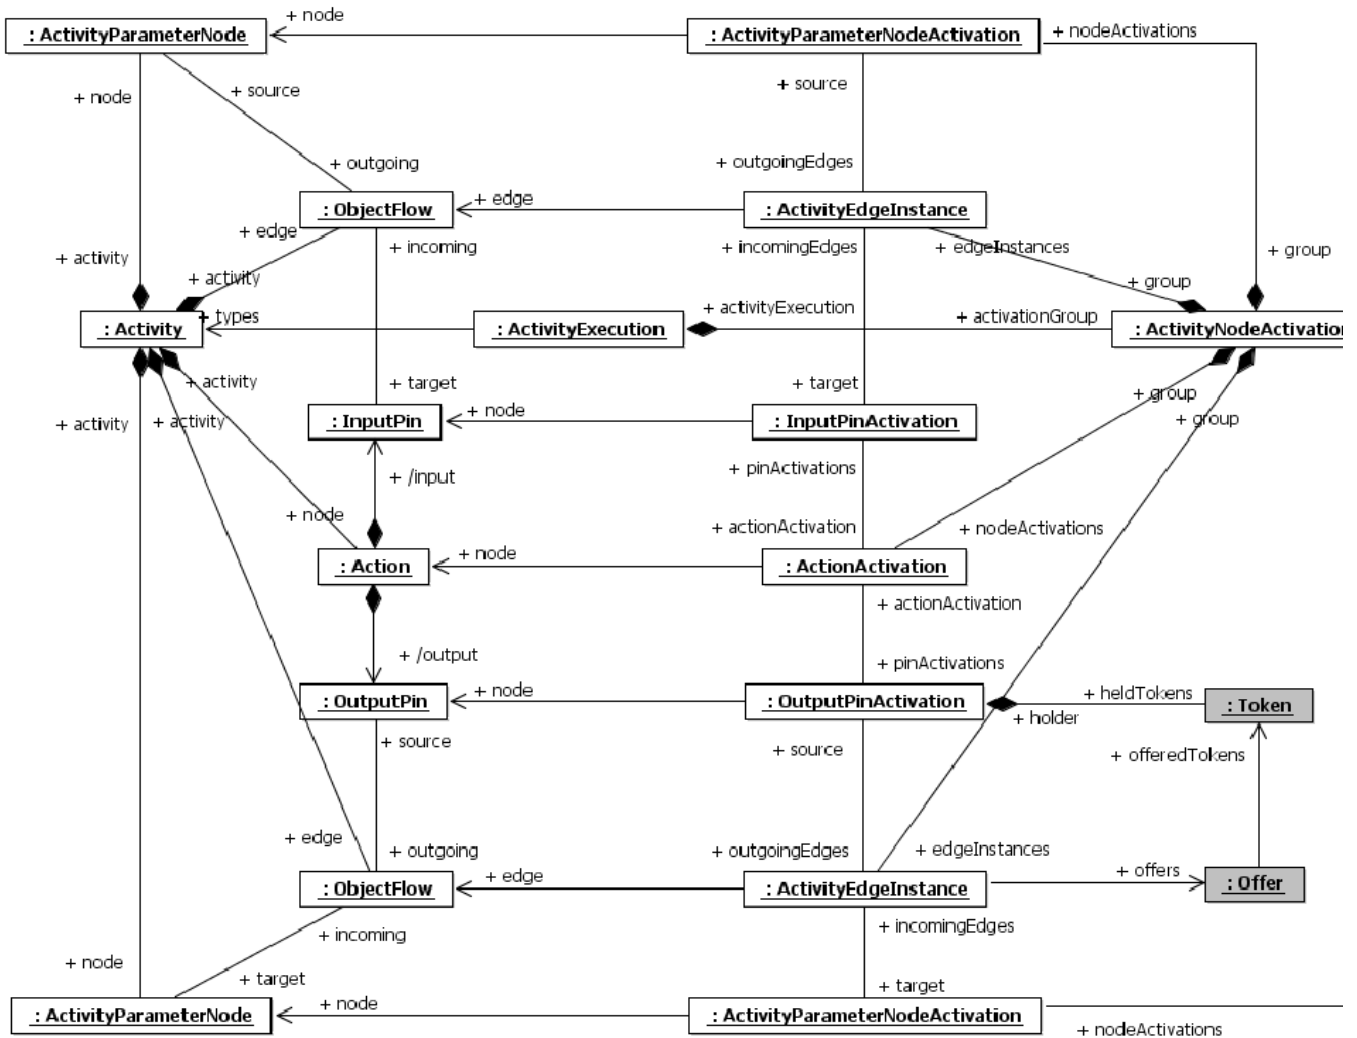 + node
: ActivityParameterNode
: ActivityParameterNodeActivation
+ nodeActivations
+ node
+ source
+ source
+ outgoing
+ outgoingEdges
: ObjectFlow
+ edge
: ActivityEdgeInstance
+ edge
+ incoming
+ incomingEdges
+ edgeInstances
+ activity
+ activity
+ group
+ group
+ types
+ activityExecution
+ activationGroup
: Activity
: ActivityExecution
: ActivityNodeActivation
+ activity
+ target
+ target
+ activity
+ activity
: InputPin
+ node
: InputPinActivation
+ group
+ group
+ /input
+ pinActivations
+ node
+ actionActivation
+ nodeActivations
: Action
+ node
: ActionActivation
+ actionActivation
+ /output
+ pinActivations
: OutputPin
+ node
: OutputPinActivation
+ heldTokens
: Token
+ holder
+ source
+ source
+ offeredTokens
+ edge
+ outgoing
+ outgoingEdges
+ edgeInstances
: ObjectFlow
+ edge
: ActivityEdgeInstance
+ offers
: Offer
+ incoming
+ incomingEdges
+ node
+ target
+ target
: ActivityParameterNode
+ node
: ActivityParameterNodeActivation
+ nodeActivations